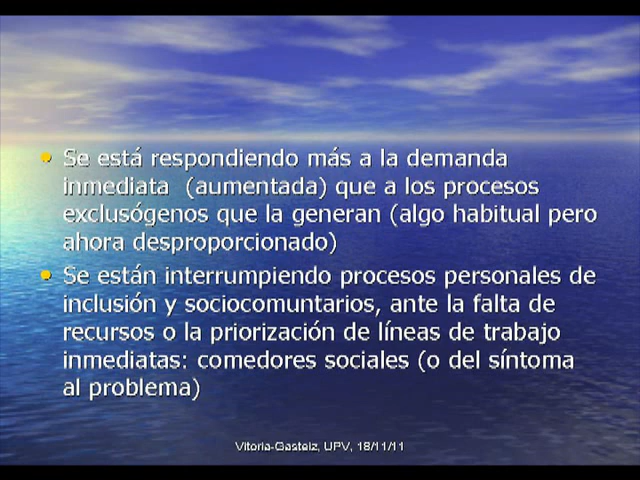 • Se está respondiendo más a la demanda
inmediata (aumentada) que a los procesos
exclusógenos que la generan (algo habitual pero
ahora desproporcionado)
• Se están interrumpiendo procesos personales de
inclusión y sociocomuntarios, ante la falta de
recursos o la priorización de líneas de trabajo
inmediatas: comedores sociales (o del síntoma
al problema)
Vitoria-Gasteiz, UPV, 18/11/11